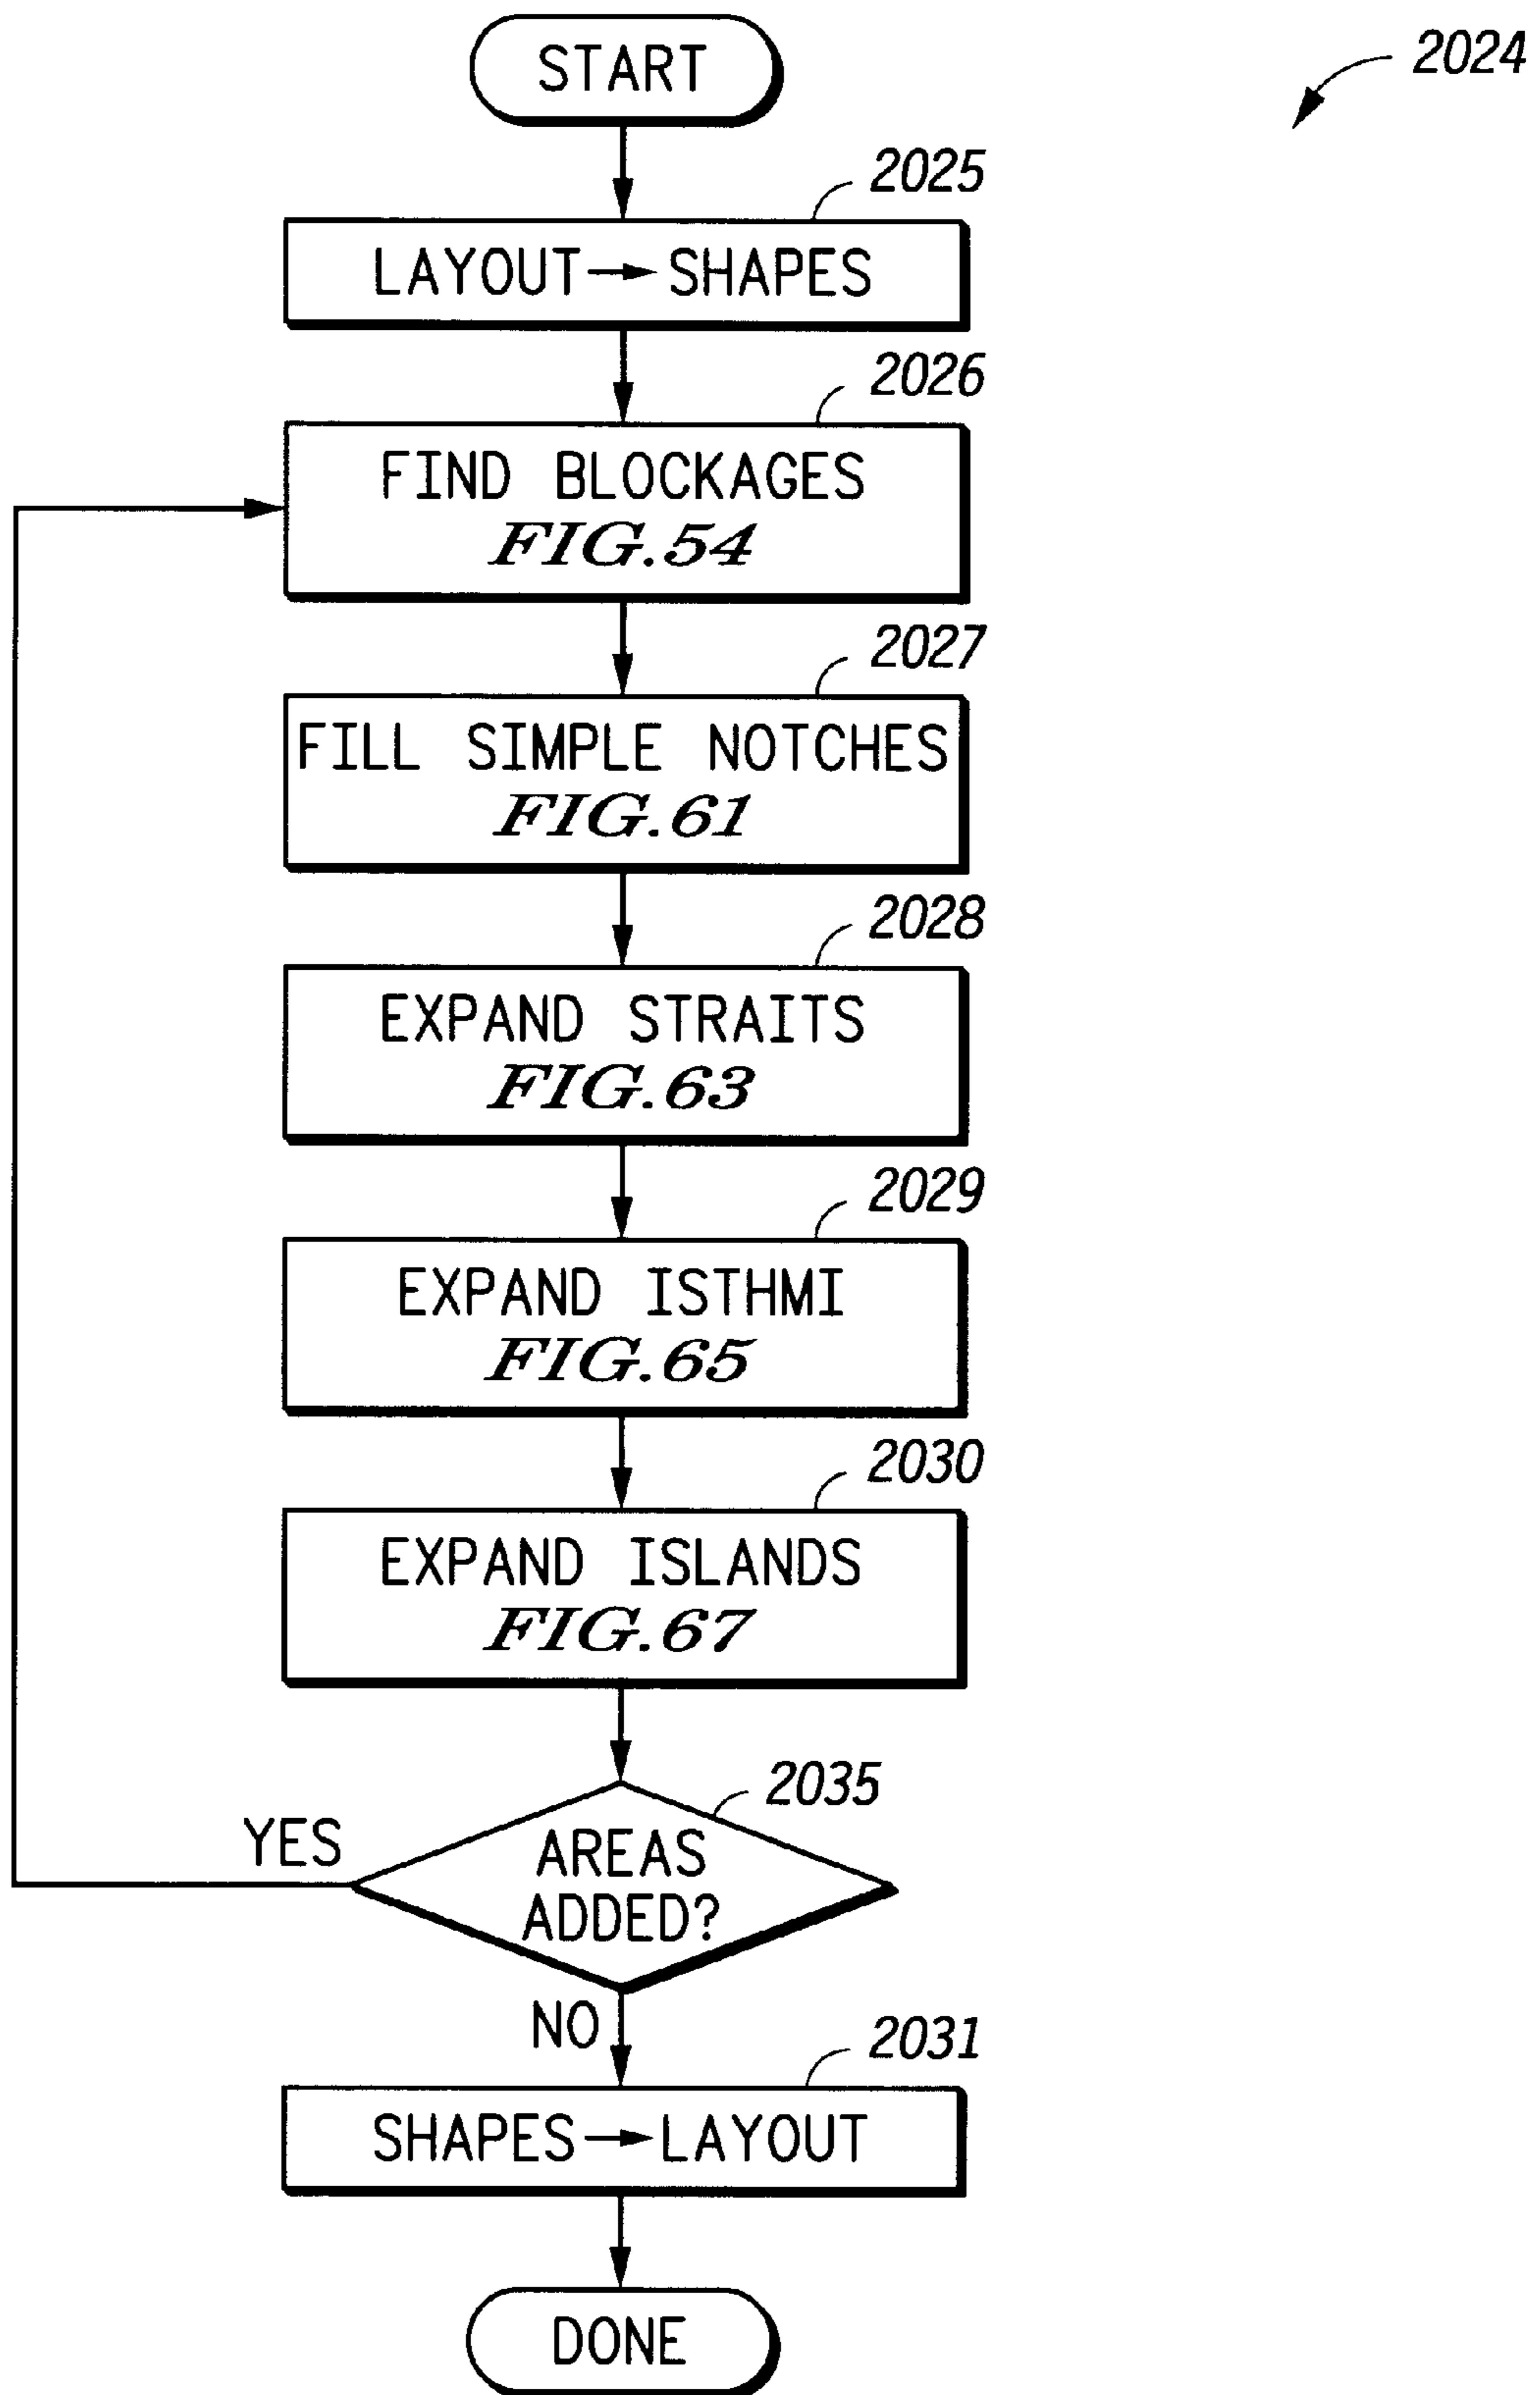 START
2024
2025
LAYOUT → SHAPES
2026
FIND BLOCKAGES
FIG.54
2027
FILL SIMPLE NOTCHES
FIG.61
2028
EXPAND STRAITS
FIG.63
2029
EXPAND ISTHMI
FIG.65
2030
EXPAND ISLANDS
FIG.67
2035
YES
AREAS
ADDED?
NO
2031
SHAPES → LAYOUT
DONE